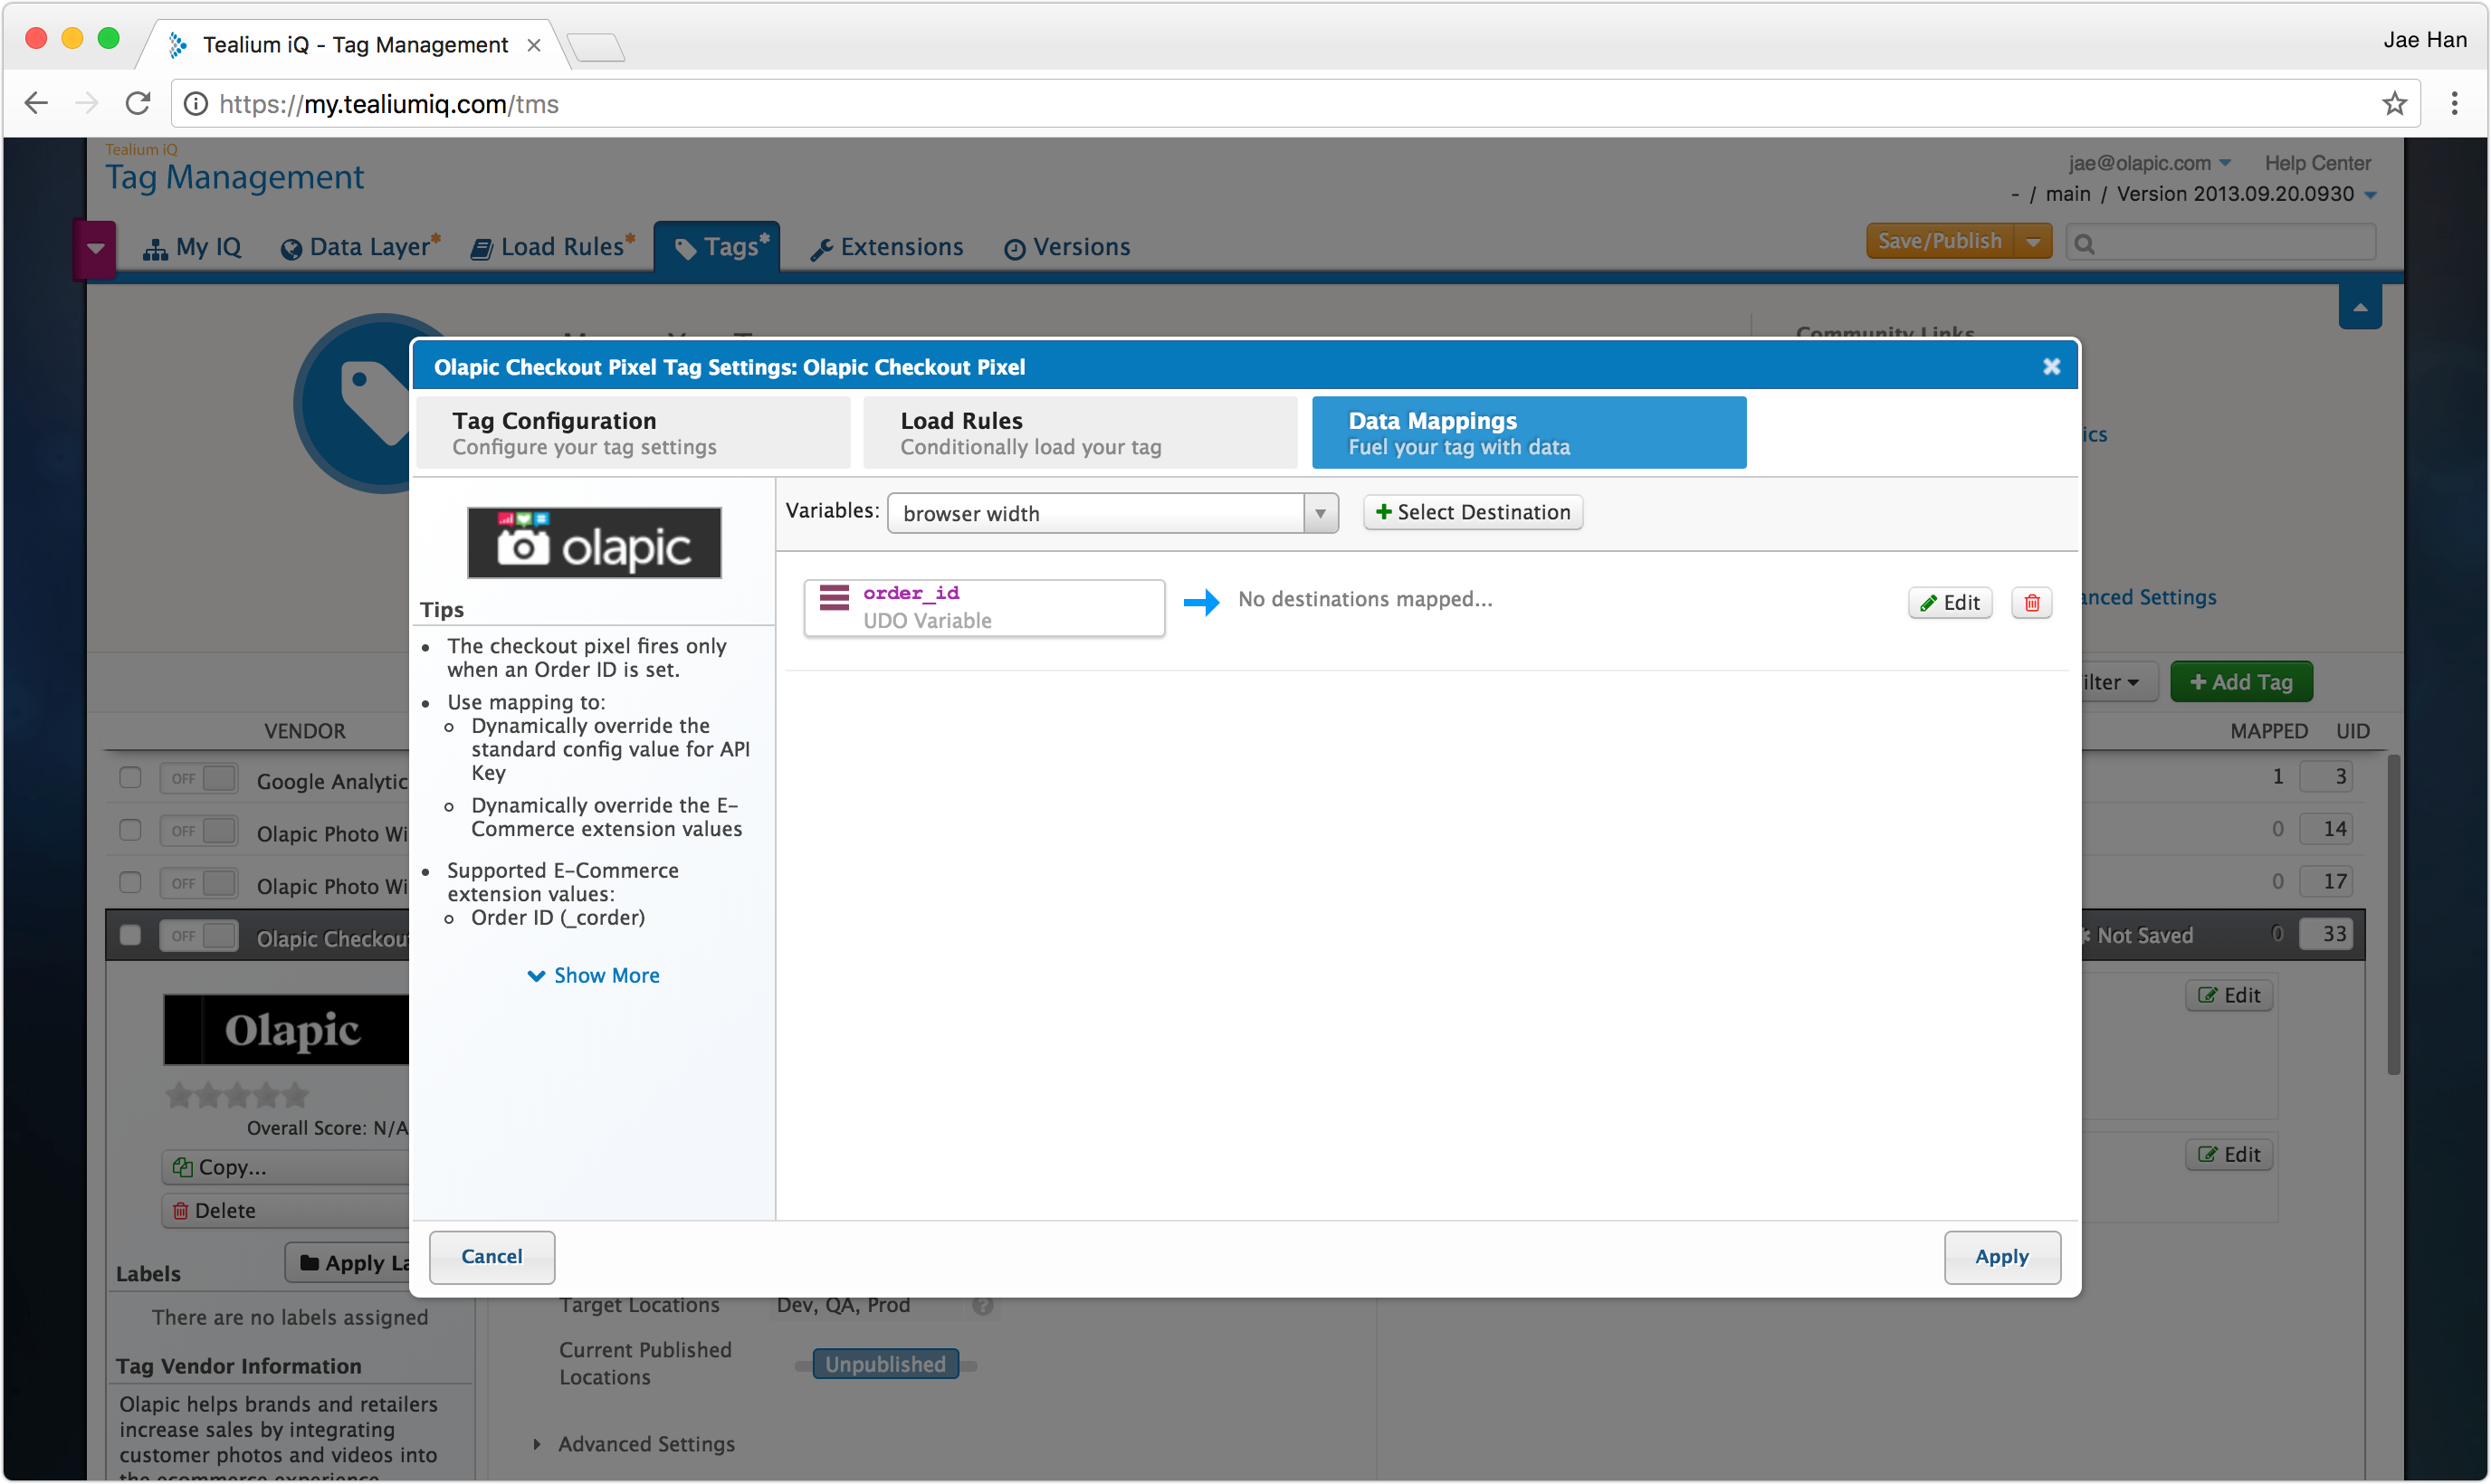 Tealium iQ - Tag Management
Jae Han
https://my.tealiumiq.com/tms
Tealium iQ
Tag Management
jae@olapic.com
Help Center
- / main / Version 2013.09.20.0930
My IQ
Data Layer*
Load Rules*
Tags*
Extensions
Versions
Save/Publish
Community Links
Olapic Checkout Pixel Tag Settings: Olapic Checkout Pixel
Tag Configuration
Configure your tag settings
Load Rules
Conditionally load your tag
Data Mappings
Fuel your tag with data
ics
olapic
Variables:
browser width
Select Destination
order_id
UDO Variable
No destinations mapped...
Edit
anced Settings
Tips
• The checkout pixel fires only
when an Order ID is set.
• Use mapping to:
Dynamically override the
standard config value for API
Key
Dynamically override the E-
Commerce extension values
• Supported E-Commerce
extension values:
Order ID (_corder)
Show More
Cancel
Apply
ilter
Add Tag
VENDOR
MAPPED
UID
OFF
Google Analytic
1
3
OFF
Olapic Photo Wi
0
14
OFF
Olapic Photo Wi
0
17
OFF
Olapic Checkou
* Not Saved
0
33
Edit
Olapic
Overall Score: N/A
Copy...
Edit
Delete
Labels
Apply La
There are no labels assigned
Tag Vendor Information
Olapic helps brands and retailers
increase sales by integrating
customer photos and videos into
the ecommerce experience
Target Locations
Dev, QA, Prod
?
Current Published
Locations
Unpublished
Advanced Settings